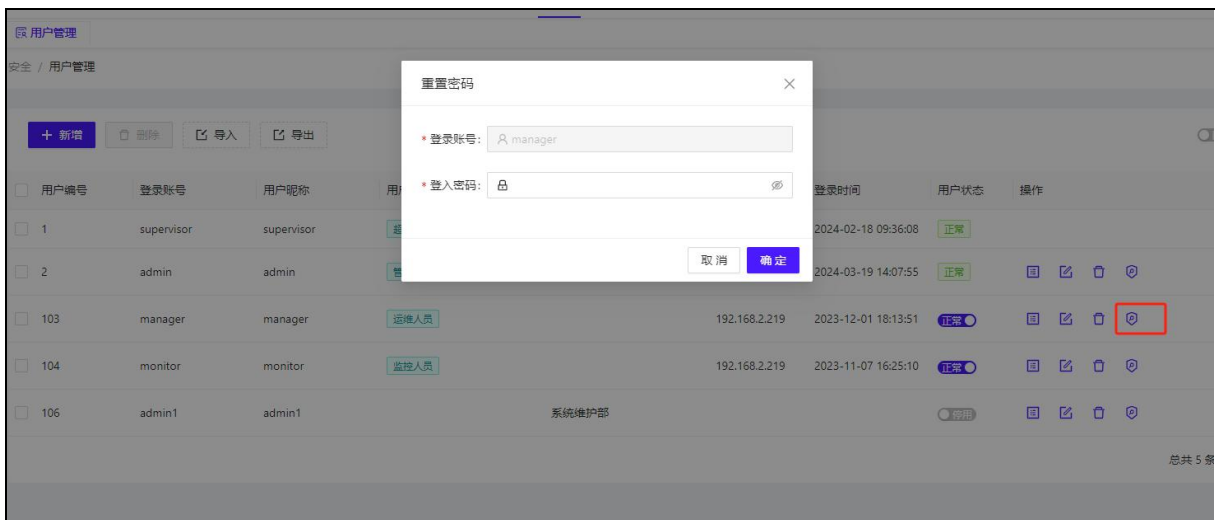 用户管理
安全 / 用户管理
重置密码
* 登录账号: manager
* 登入密码:
取 消 确 定
+ 新增 删除 导入 导出
用户编号 登录账号 用户昵称 登录时间 用户状态 操作
1 supervisor supervisor 2024-02-18 09:36:08 正常
2 admin admin 2024-03-19 14:07:55 正常
103 manager manager 运维人员 192.168.2.219 2023-12-01 18:13:51 正常
104 monitor monitor 监控人员 192.168.2.219 2023-11-07 16:25:10 正常
106 admin1 admin1 系统维护部 停用
总共 5 条